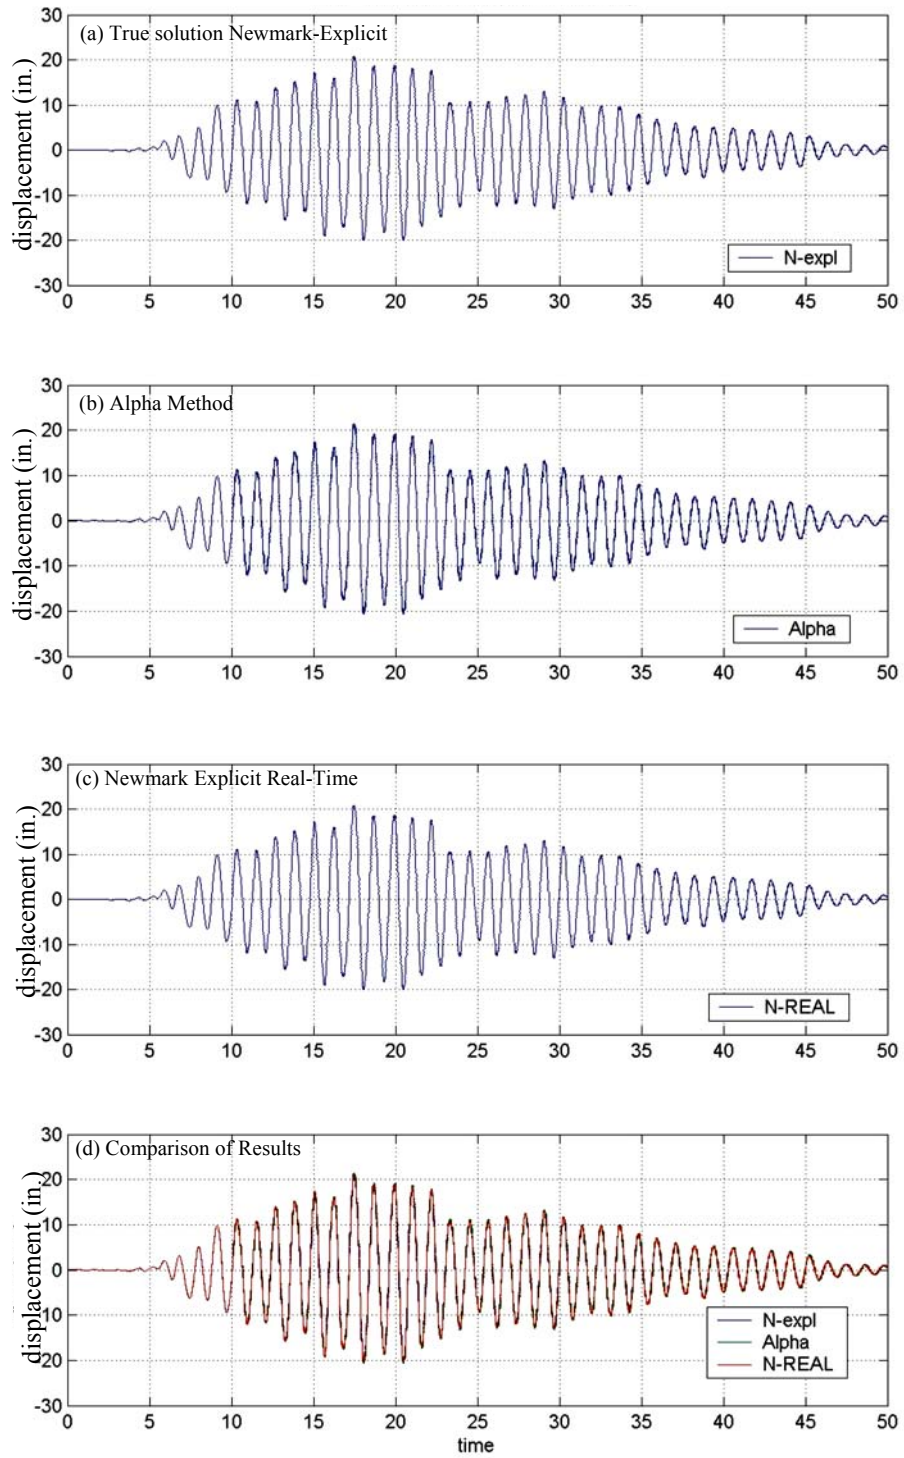 30
(a) True solution Newmark-Explicit
20
10
0
-10
-20
-30
displacement (in.)
N-expl
0 5 10 15 20 25 30 35 40 45 50
30
(b) Alpha Method
20
10
0
-10
-20
-30
displacement (in.)
Alpha
0 5 10 15 20 25 30 35 40 45 50
30
(c) Newmark Explicit Real-Time
20
10
0
-10
-20
-30
displacement (in.)
N-REAL
0 5 10 15 20 25 30 35 40 45 50
30
(d) Comparison of Results
20
10
0
-10
-20
-30
displacement (in.)
N-expl
Alpha
N-REAL
0 5 10 15 20 25 30 35 40 45 50
time